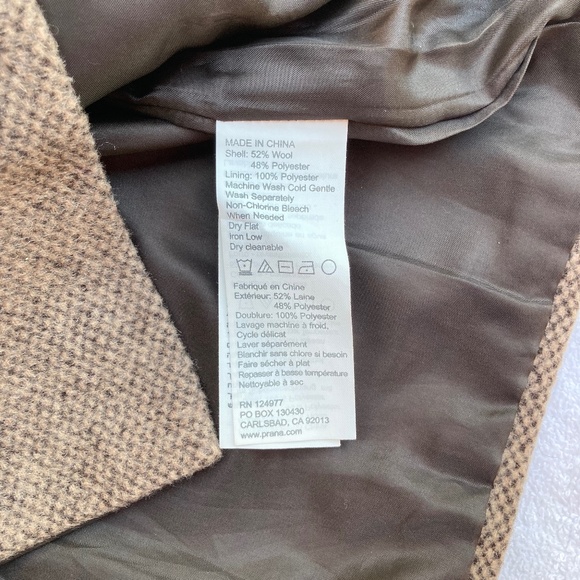 MADE IN CHINA
Shell: 52% Wool
48% Polyester
Lining: 100% Polyester
Machine Wash Cold Gentle
Wash Separately
Non-Chlorine Bleach
When Needed
Dry Flat
Iron Low
Dry cleanable
Fabriqué en Chine
Extérieur: 52% Laine
48% Polyester
Doublure: 100% Polyester
Lavage machine à froid,
Cycle délicat
Laver séparément
Blanchir sans chlore si besoin
Faire sécher à plat
Repasser à basse température
Nettoyable à sec
RN 124977
PO BOX 130430
CARLSBAD, CA 92013
www.prana.com